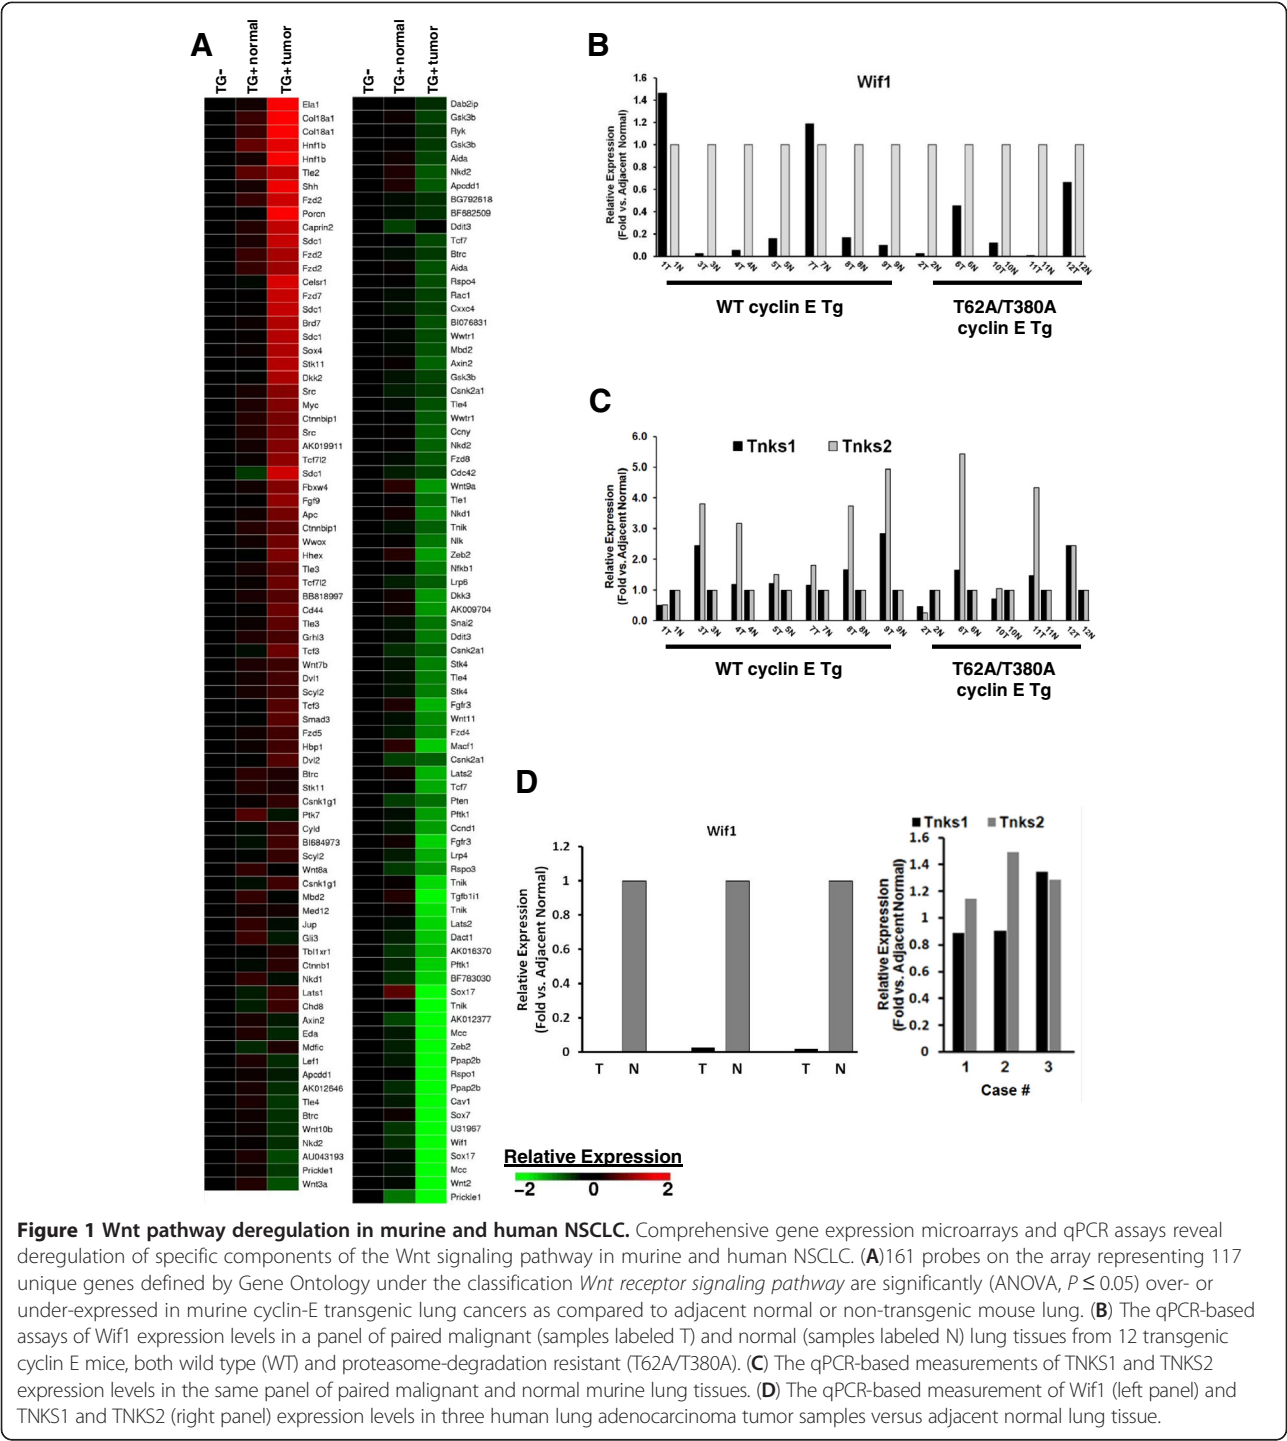 A
TG-
TG+ normal
TG+ tumor
TG-
TG+ normal
TG+ tumor
Ela1
Col18a1
Col18a1
Hnf1b
Hnf1b
Tle2
Shh
Fzd2
Porcn
Caprin2
Sdc1
Fzd2
Fzd2
Celsr1
Fzd7
Sdc1
Brd7
Sdc1
Sox4
Stk11
Dkk2
Src
Myc
Ctnnbip1
Src
AK019911
Tcf7l2
Sdc1
Fbxw4
Fgf9
Apc
Ctnnbip1
Wwox
Hhex
Tle3
Tcf7l2
BB818997
Cd44
Tle3
Grhl3
Tcf3
Wnt7b
Dvl1
Scyl2
Tcf3
Smad3
Fzd5
Hbp1
Dvl2
Btrc
Stk11
Csnk1g1
Ptk7
Cyld
BI684973
Scyl2
Wnt8a
Csnk1g1
Mbd2
Med12
Jup
Gli3
Tbl1xr1
Ctnnb1
Nkd1
Lats1
Chd8
Axin2
Eda
Mdfic
Lef1
Apcdd1
AK012646
Tle4
Btrc
Wnt10b
Nkd2
AU043193
Prickle1
Wnt3a
Dab2ip
Gsk3b
Ryk
Gsk3b
Aida
Nkd2
Apcdd1
BG792618
BF682509
Ddit3
Tcf7
Btrc
Aida
Rspo4
Rac1
Cxxc4
BI076831
Wwtr1
Mbd2
Axin2
Gsk3b
Csnk2a1
Tle4
Wwtr1
Ccny
Nkd2
Fzd8
Cdc42
Wnt9a
Tle1
Nkd1
Tnik
Nlk
Zeb2
Nfkb1
Lrp6
Dkk3
AK009704
Snai2
Ddit3
Csnk2a1
Stk4
Tle4
Stk4
Fgfr3
Wnt11
Fzd4
Macf1
Csnk2a1
Lats2
Tcf7
Pten
Pftk1
Ccnd1
Fgfr3
Lrp4
Rspo3
Tnik
Tgfb1i1
Tnik
Lats2
Dact1
AK016370
Pftk1
BF783030
Sox17
Tnik
AK012377
Mcc
Zeb2
Ppap2b
Rspo1
Ppap2b
Cav1
Sox7
U31967
Wif1
Sox17
Mcc
Wnt2
Prickle1
Relative Expression
−2 0 2
B
Wif1
Relative Expression
(Fold vs. Adjacent Normal)
1.6
1.4
1.2
1.0
0.8
0.6
0.4
0.2
0.0
1T 1N 3T 3N 4T 4N 5T 5N 7T 7N 8T 8N 9T 9N 2T 2N 6T 6N 10T 10N 11T 11N 12T 12N
WT cyclin E Tg
T62A/T380A
cyclin E Tg
C
Tnks1 Tnks2
Relative Expression
(Fold vs. Adjacent Normal)
6.0
5.0
4.0
3.0
2.0
1.0
0.0
1T 1N 3T 3N 4T 4N 5T 5N 7T 7N 8T 8N 9T 9N 2T 2N 6T 6N 10T 10N 11T 11N 12T 12N
WT cyclin E Tg
T62A/T380A
cyclin E Tg
D
Wif1
Relative Expression
(Fold vs. Adjacent Normal)
1.2
1
0.8
0.6
0.4
0.2
0
T N T N T N
Tnks1 Tnks2
Relative Expression
(Fold vs. Adjacent Normal)
1.6
1.4
1.2
1
0.8
0.6
0.4
0.2
0
1 2 3
Case #
Figure 1 Wnt pathway deregulation in murine and human NSCLC. Comprehensive gene expression microarrays and qPCR assays reveal
deregulation of specific components of the Wnt signaling pathway in murine and human NSCLC. (A)161 probes on the array representing 117
unique genes defined by Gene Ontology under the classification Wnt receptor signaling pathway are significantly (ANOVA, P ≤ 0.05) over- or
under-expressed in murine cyclin-E transgenic lung cancers as compared to adjacent normal or non-transgenic mouse lung. (B) The qPCR-based
assays of Wif1 expression levels in a panel of paired malignant (samples labeled T) and normal (samples labeled N) lung tissues from 12 transgenic
cyclin E mice, both wild type (WT) and proteasome-degradation resistant (T62A/T380A). (C) The qPCR-based measurements of TNKS1 and TNKS2
expression levels in the same panel of paired malignant and normal murine lung tissues. (D) The qPCR-based measurement of Wif1 (left panel) and
TNKS1 and TNKS2 (right panel) expression levels in three human lung adenocarcinoma tumor samples versus adjacent normal lung tissue.